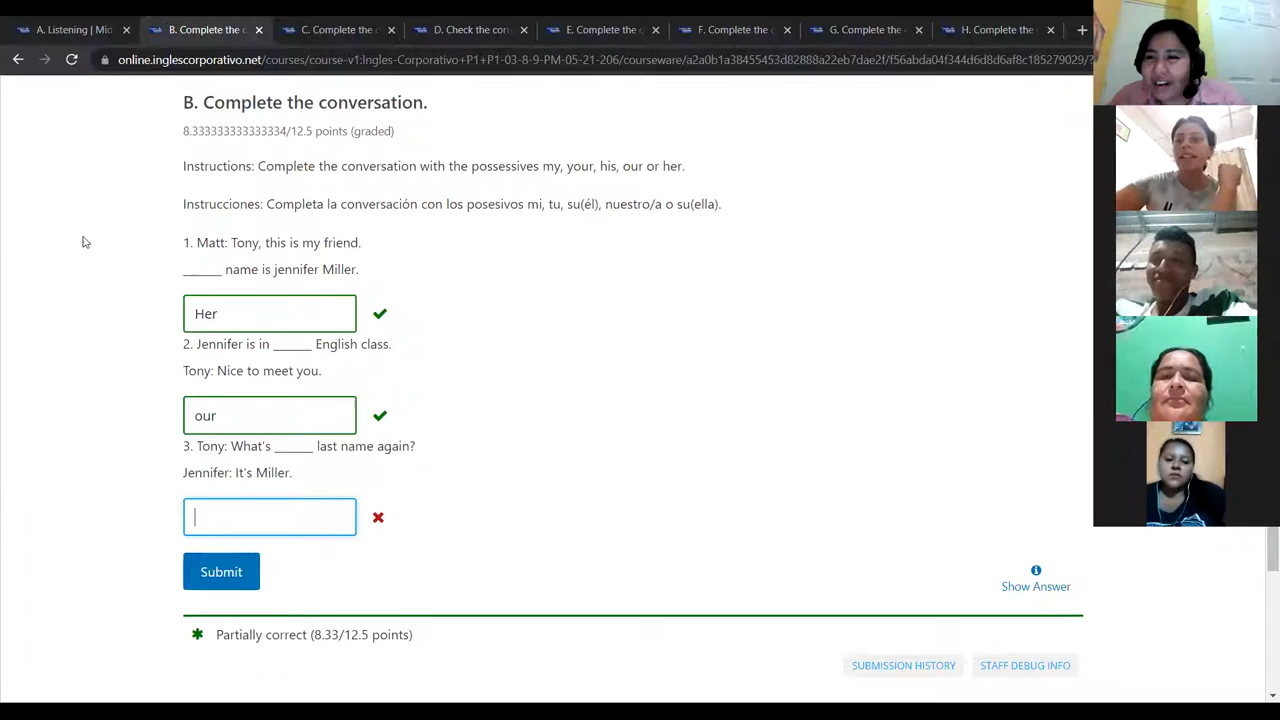 A. Listening | Mid
B. Complete the c
C. Complete the
D. Check the cor
E. Complete the c
F. Complete the
G. Complete the
H. Complete the
online.inglescorporativo.net/courses/course-v1:Ingles-Corporativo+P1+P1-03-8-9-PM-05-21-206/courseware/a2a0b1a38455453d82888a22eb7dae2f/f56abda04f344d6d8d6af8c185279029/?
B. Complete the conversation.
8.333333333333334/12.5 points (graded)
Instructions: Complete the conversation with the possessives my, your, his, our or her.
Instrucciones: Completa la conversación con los posesivos mi, tu, su(él), nuestro/a o su(ella).
1. Matt: Tony, this is my friend.
______ name is jennifer Miller.
Her
2. Jennifer is in ______ English class.
Tony: Nice to meet you.
our
3. Tony: What's ______ last name again?
Jennifer: It's Miller.
Submit
Show Answer
Partially correct (8.33/12.5 points)
SUBMISSION HISTORY
STAFF DEBUG INFO